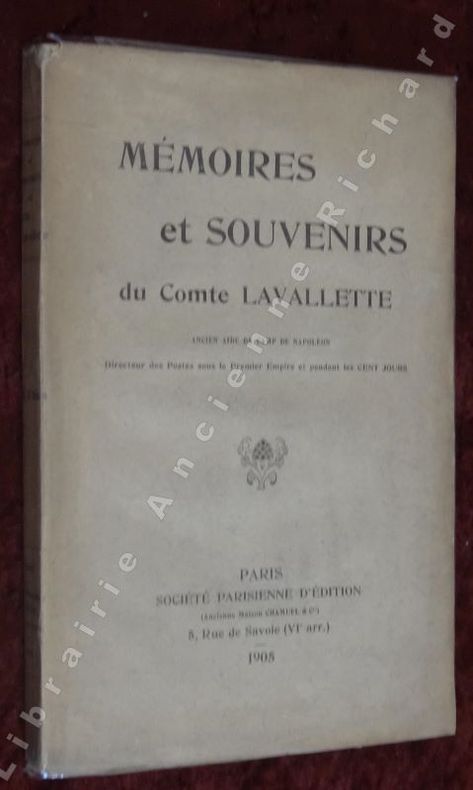 MÉMOIRES
et SOUVENIRS
du Comte LAVALLETTE
ANCIEN AIDE DE CAMP DE NAPOLÉON
Directeur des Postes sous le Premier Empire et pendant les CENT JOURS
PARIS
SOCIÉTÉ PARISIENNE D'ÉDITION
(Ancienne Maison CHAMUEL & Cie)
5, Rue de Savoie (VIe arr.)
1905
Librairie Ancienne Richard